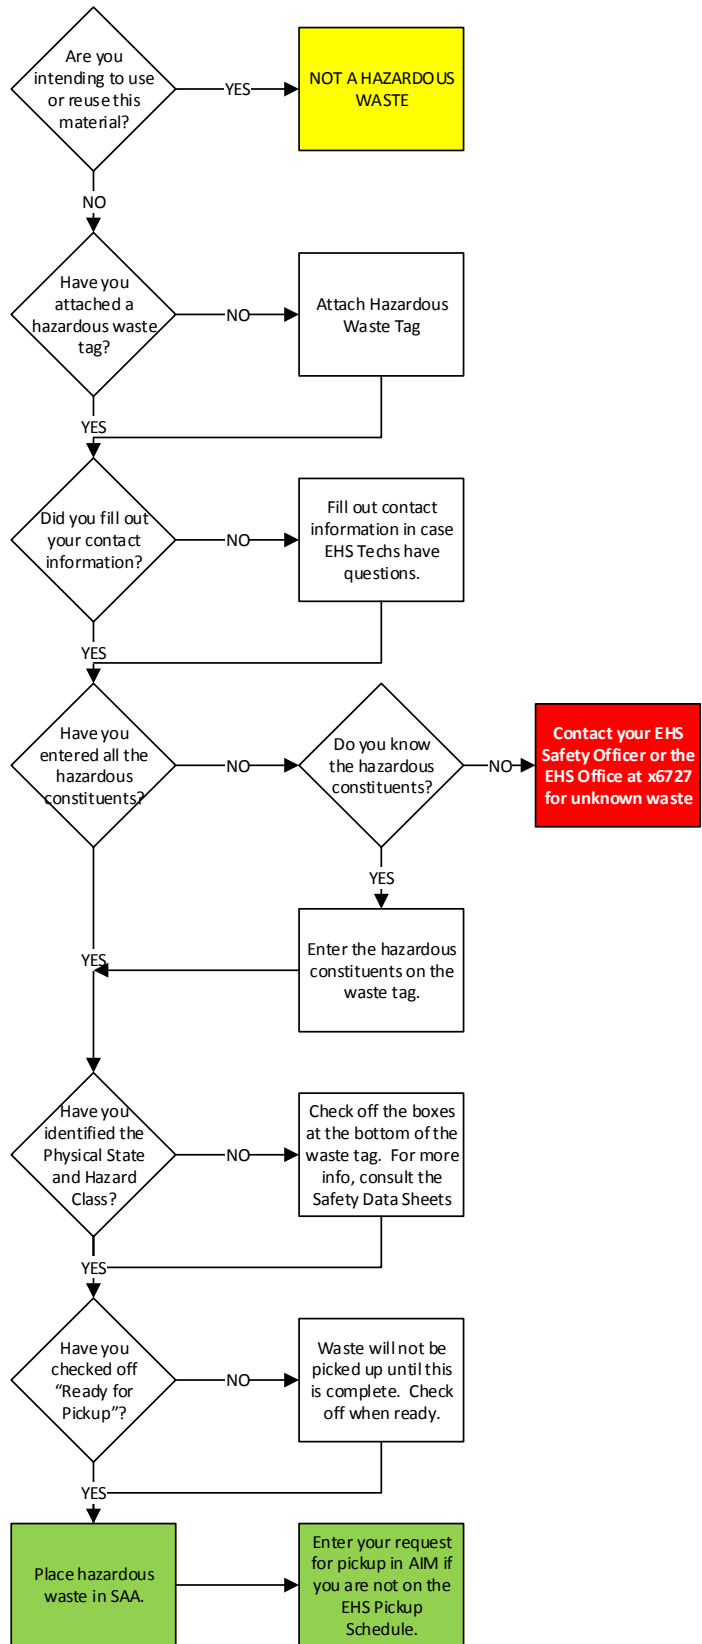 Are you
intending to use
or reuse this
material?
YES
NOT A HAZARDOUS
WASTE
NO
Have you
attached a
hazardous waste
tag?
NO
Attach Hazardous
Waste Tag
YES
Did you fill out
your contact
information?
NO
Fill out contact
information in case
EHS Techs have
questions.
YES
Have you
entered all the
hazardous
constituents?
NO
Do you know
the hazardous
constituents?
NO
Contact your EHS
Safety Officer or the
EHS Office at x6727
for unknown waste
YES
Enter the hazardous
constituents on the
waste tag.
YES
Have you
identified the
Physical State
and Hazard
Class?
NO
Check off the boxes
at the bottom of the
waste tag. For more
info, consult the
Safety Data Sheets
YES
Have you
checked off
“Ready for
Pickup”?
NO
Waste will not be
picked up until this
is complete. Check
off when ready.
YES
Place hazardous
waste in SAA.
Enter your request
for pickup in AIM if
you are not on the
EHS Pickup
Schedule.